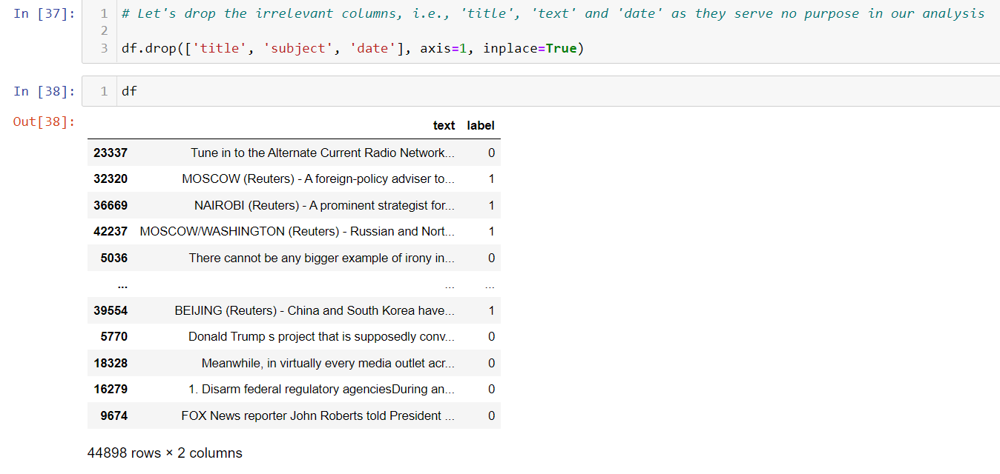 In [37]: 1 # Let's drop the irrelevant columns, i.e., 'title', 'text' and 'date' as they serve no purpose in our analysis
2
3 df.drop(['title', 'subject', 'date'], axis=1, inplace=True)
In [38]: 1 df
Out[38]:
text label
23337 Tune in to the Alternate Current Radio Network... 0
32320 MOSCOW (Reuters) - A foreign-policy adviser to... 1
36669 NAIROBI (Reuters) - A prominent strategist for... 1
42237 MOSCOW/WASHINGTON (Reuters) - Russian and Nort... 1
5036 There cannot be any bigger example of irony in... 0
... ... ...
39554 BEIJING (Reuters) - China and South Korea have... 1
5770 Donald Trump s project that is supposedly conv... 0
18328 Meanwhile, in virtually every media outlet acr... 0
16279 1. Disarm federal regulatory agenciesDuring an... 0
9674 FOX News reporter John Roberts told President ... 0
44898 rows × 2 columns